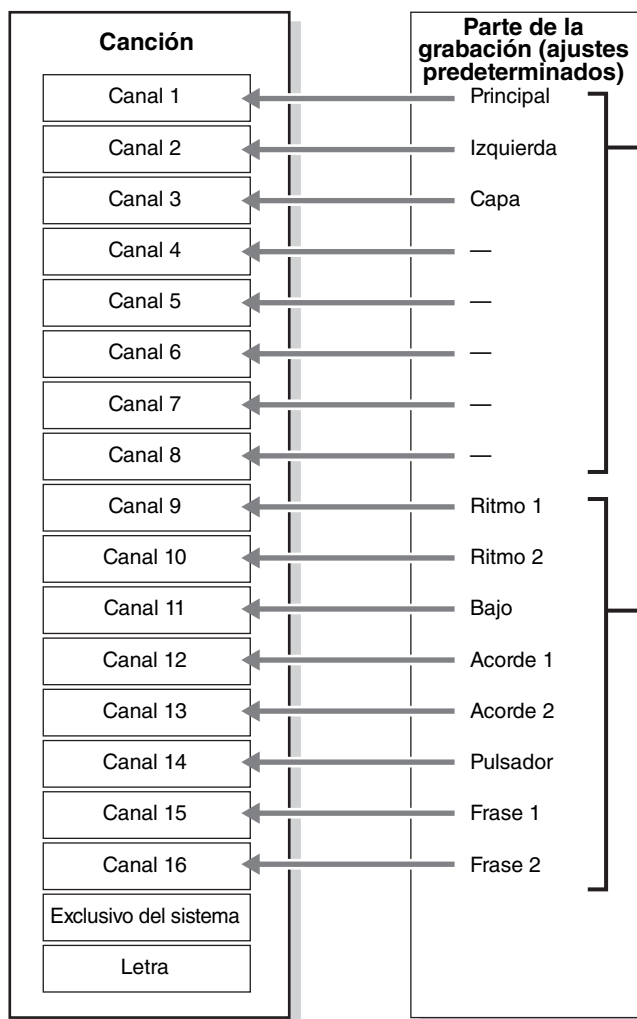 Canción
Parte de la
grabación (ajustes
predeterminados)
Canal 1
Principal
Canal 2
Izquierda
Canal 3
Capa
Canal 4
—
Canal 5
—
Canal 6
—
Canal 7
—
Canal 8
—
Canal 9
Ritmo 1
Canal 10
Ritmo 2
Canal 11
Bajo
Canal 12
Acorde 1
Canal 13
Acorde 2
Canal 14
Pulsador
Canal 15
Frase 1
Canal 16
Frase 2
Exclusivo del sistema
Letra